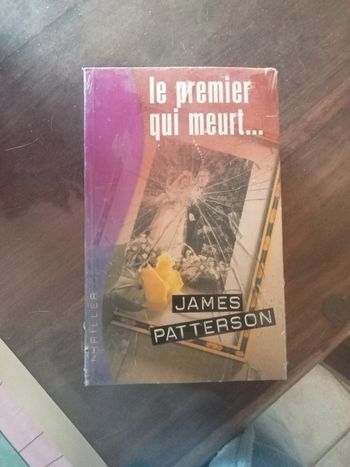 le premier
qui meurt...
JAMES
PATTERSON
THRILLER